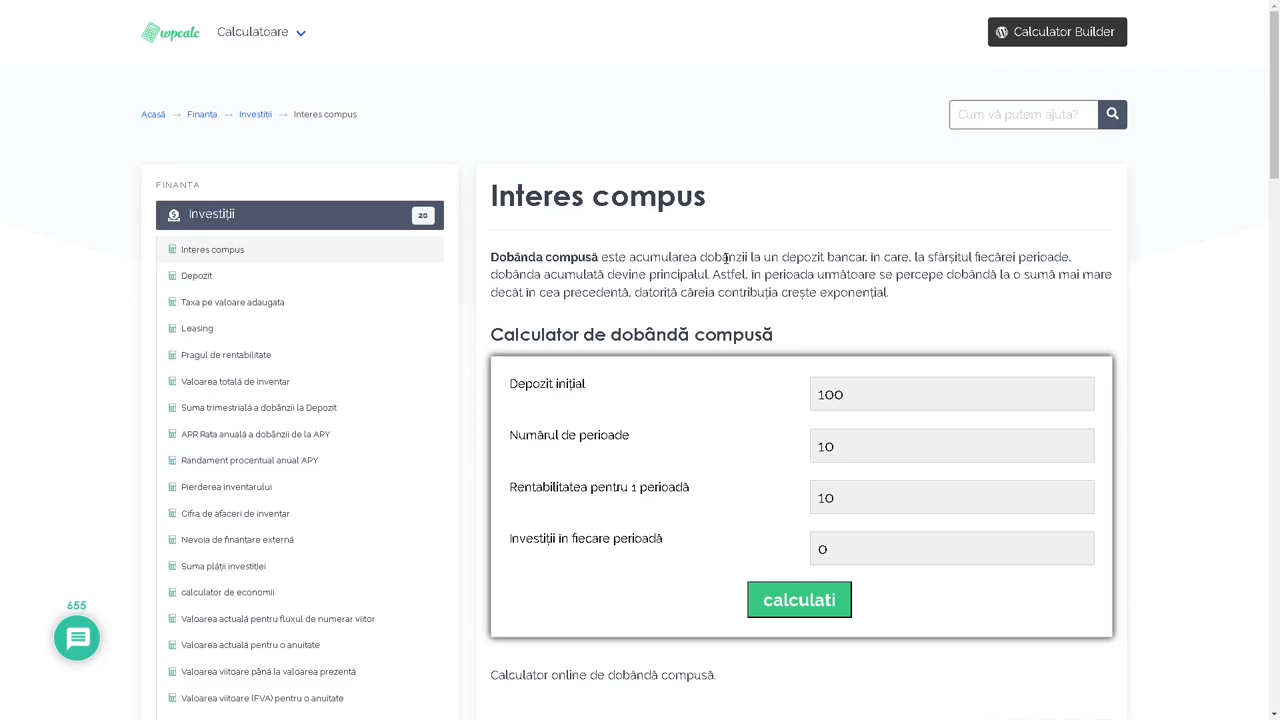 wpcalc
Calculatoare
Calculator Builder
Acasă → Finanța → Investiții → Interes compus
Cum vă putem ajuta?
FINANTA
Investiții
20
Interes compus
Depozit
Taxa pe valoare adaugata
Leasing
Pragul de rentabilitate
Valoarea totală de inventar
Suma trimestrială a dobânzii la Depozit
APR Rata anuală a dobânzii de la APY
Randament procentual anual APY
Pierderea inventarului
Cifra de afaceri de inventar
Nevoia de finanțare externă
Suma plății investiției
calculator de economii
Valoarea actuală pentru fluxul de numerar viitor
Valoarea actuală pentru o anuitate
Valoarea viitoare până la valoarea prezentă
Valoarea viitoare (FVA) pentru o anuitate
Interes compus
Dobânda compusă este acumularea dobânzii la un depozit bancar, în care, la sfârșitul fiecărei perioade,
dobânda acumulată devine principalul. Astfel, în perioada următoare se percepe dobândă la o sumă mai mare
decât în cea precedentă, datorită căreia contribuția crește exponențial.
Calculator de dobândă compusă
Depozit inițial
100
Numărul de perioade
10
Rentabilitatea pentru 1 perioadă
10
Investiții în fiecare perioadă
0
calculati
Calculator online de dobândă compusă.
655